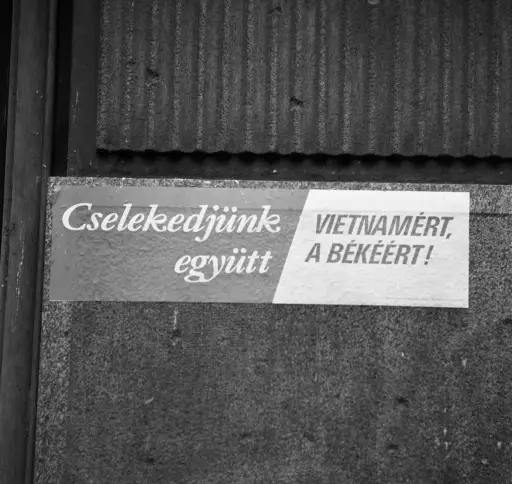 Cselekedjünk
együtt
VIETNAMÉRT,
A BÉKÉÉRT!